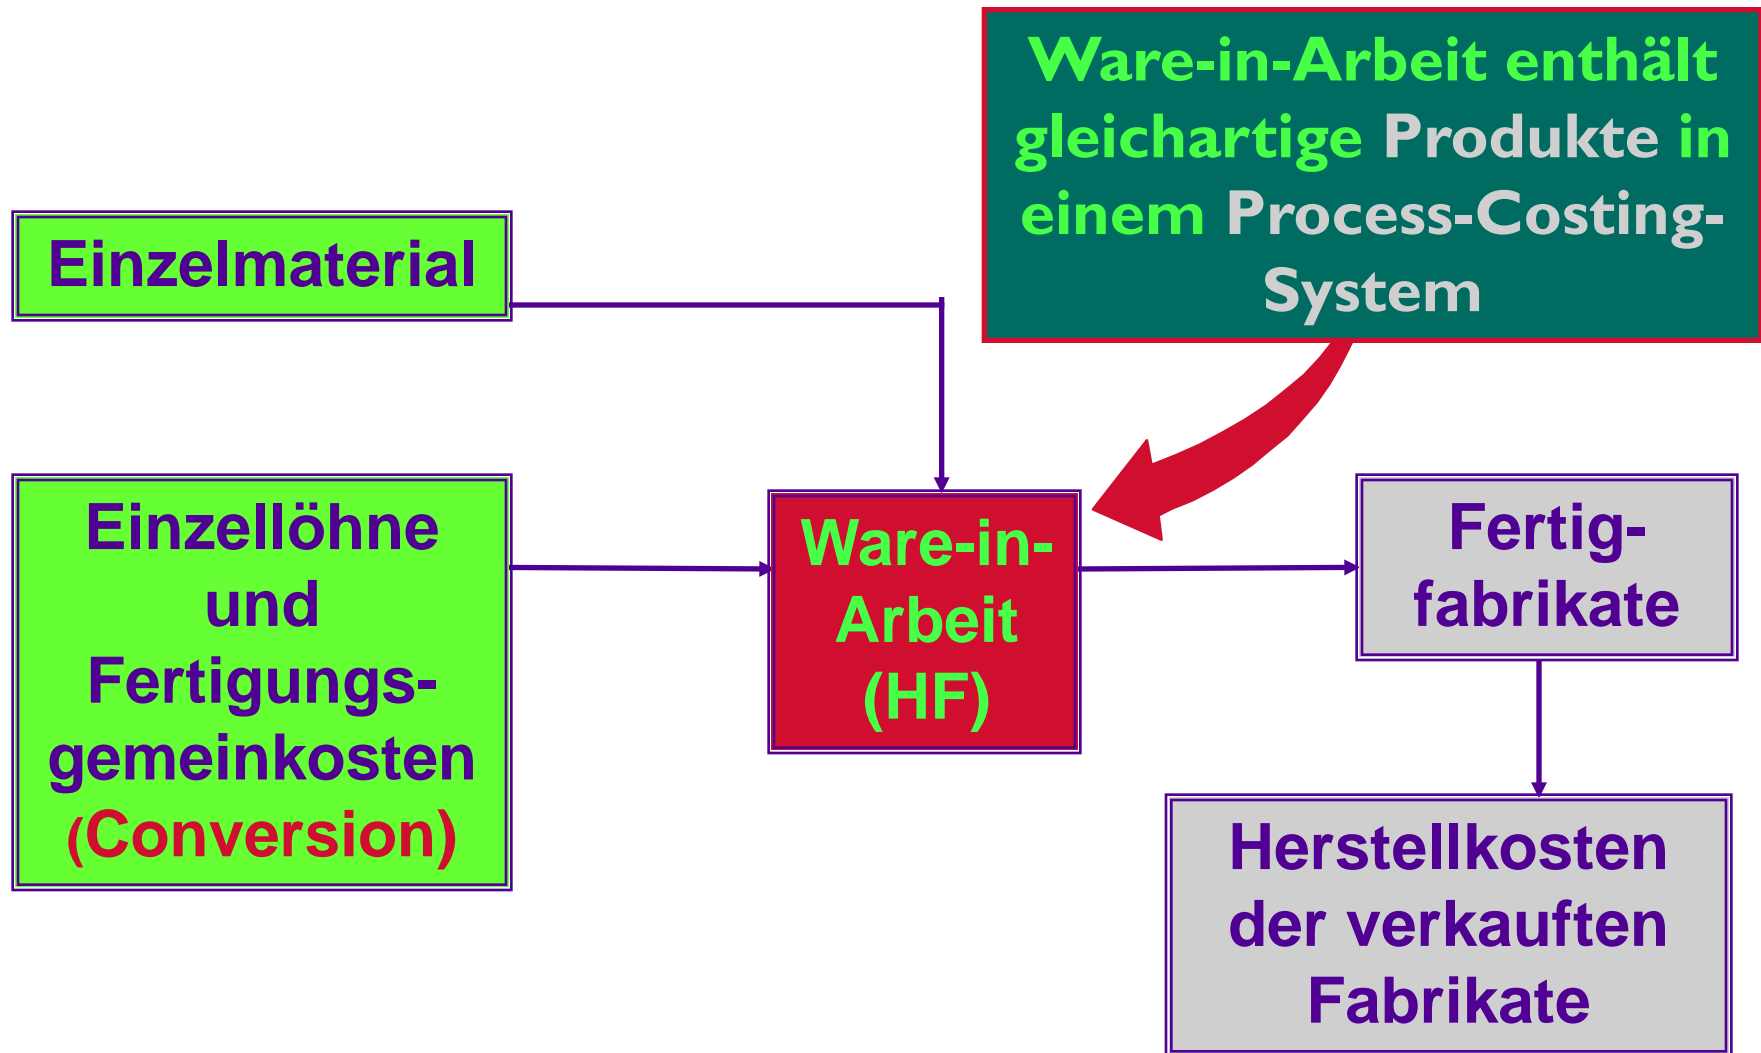 Ware-in-Arbeit enthält
gleichartige Produkte in
einem Process-Costing-
System
Einzelmaterial
Einzellöhne
und
Fertigungs-
gemeinkosten
(Conversion)
Ware-in-
Arbeit
(HF)
Fertig-
fabrikate
Herstellkosten
der verkauften
Fabrikate